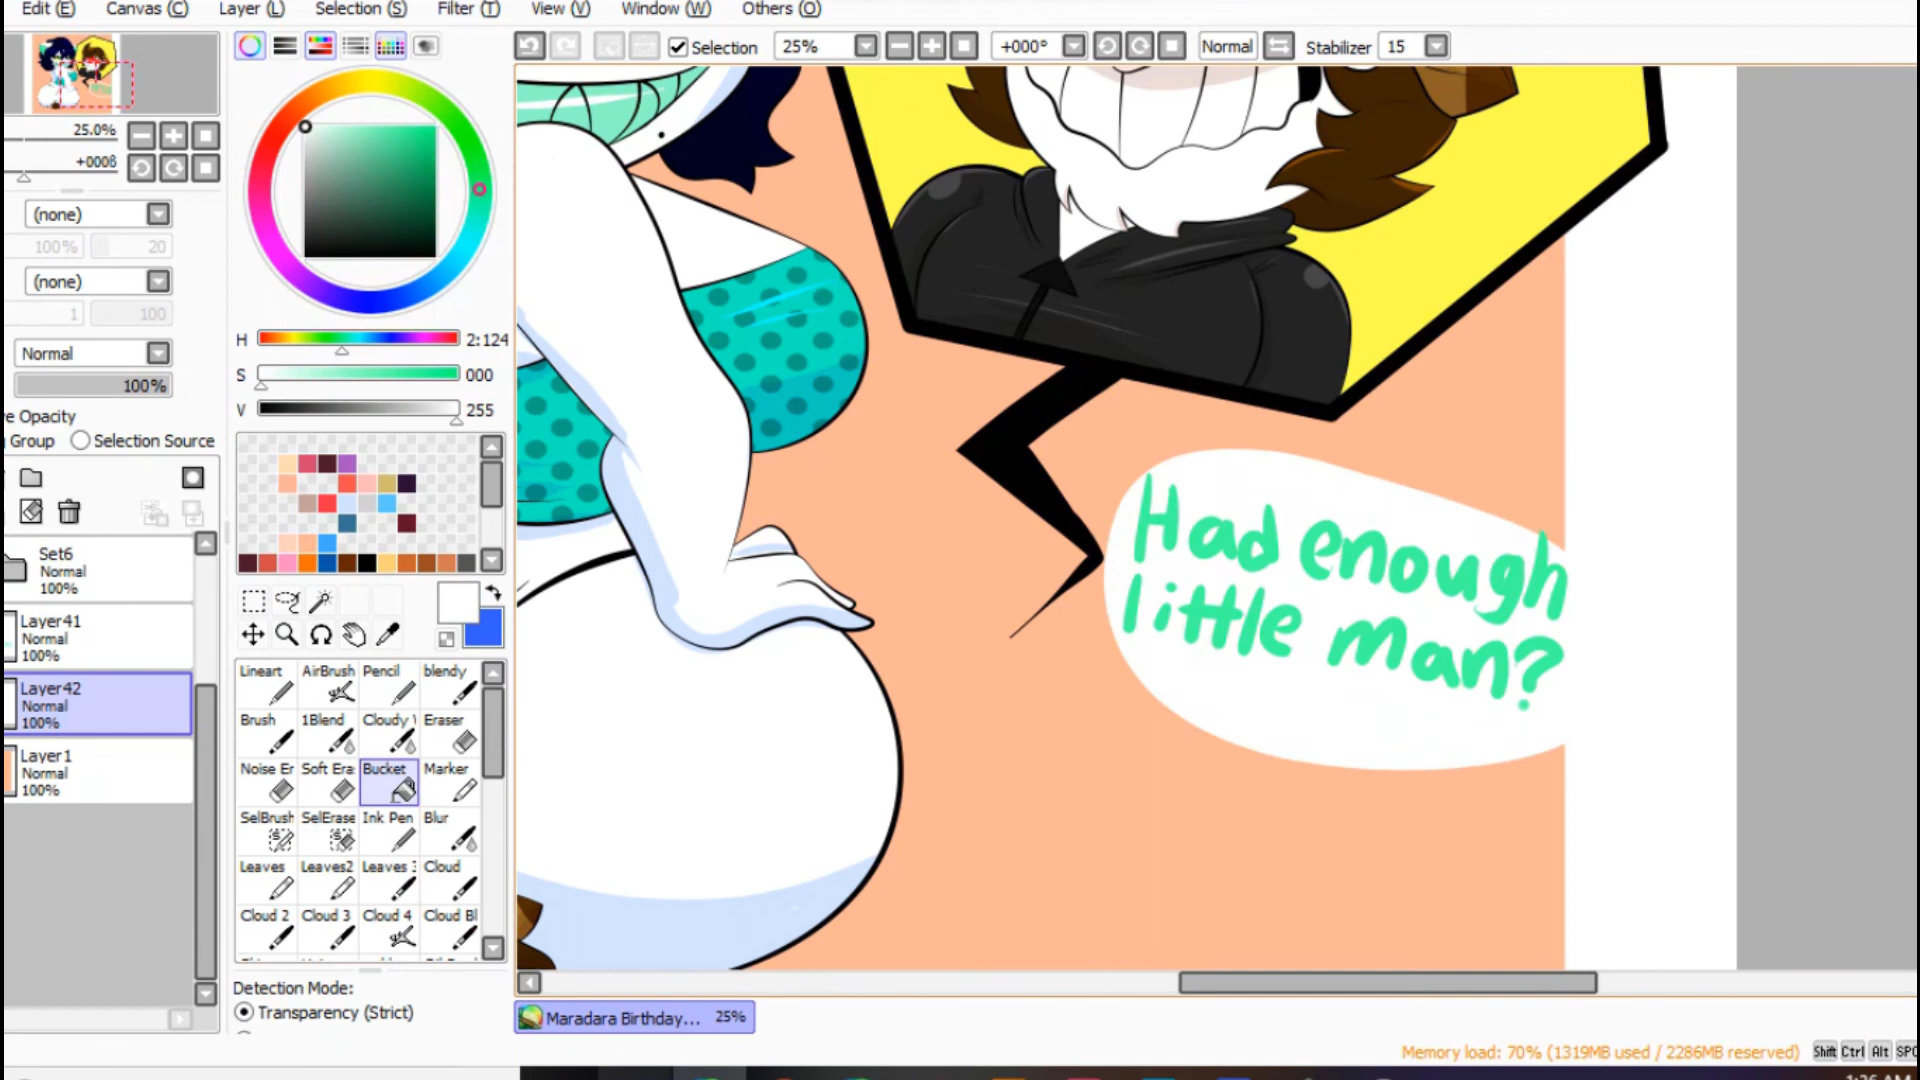 Edit (E) Canvas (C) Layer (L) Selection (S) Filter (T) View (V) Window (W) Others (O)
Selection 25% +000° Normal Stabilizer 15
25.0%
+000ß
(none)
100% 20
(none)
1 100
Normal
100%
e Opacity
Group Selection Source
Set6
Normal
100%
Layer41
Normal
100%
Layer42
Normal
100%
Layer1
Normal
100%
H 2:124
S 000
V 255
Lineart AirBrush Pencil blendy
Brush 1Blend Cloudy Eraser
Noise Er Soft Era: Bucket Marker
SelBrush SelErase Ink Pen Blur
Leaves Leaves2 Leaves Cloud
Cloud 2 Cloud 3 Cloud 4 Cloud Bl
Detection Mode:
Transparency (Strict)
Had enough
little man?
Maradara Birthday... 25%
Memory load: 70% (1319MB used / 2286MB reserved) Shift Ctrl Alt SPC